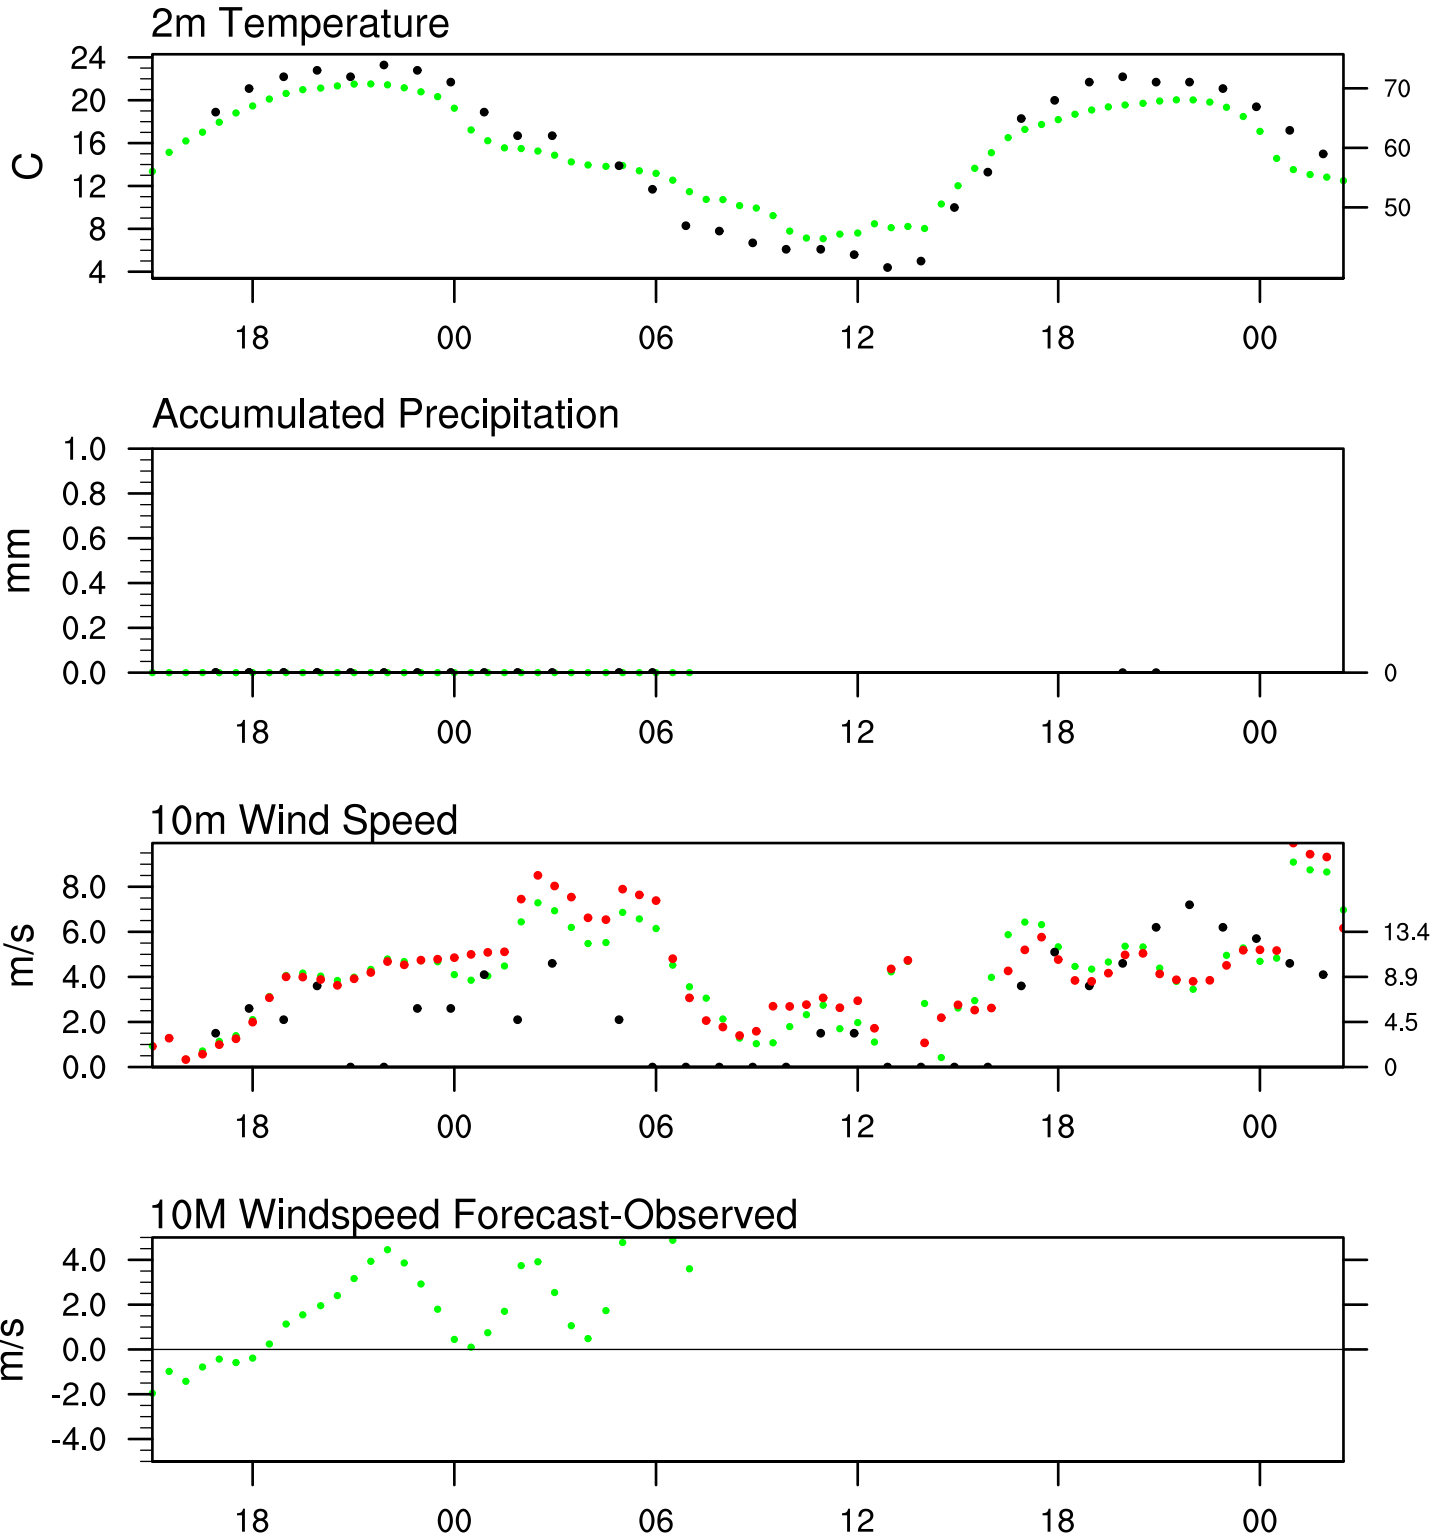 2m Temperature
24
20
16
12
8
4
C
70
60
50
18 00 06 12 18 00
Accumulated Precipitation
1.0
0.8
0.6
0.4
0.2
0.0
mm
0
18 00 06 12 18 00
10m Wind Speed
8.0
6.0
4.0
2.0
0.0
m/s
13.4
8.9
4.5
0
18 00 06 12 18 00
10M Windspeed Forecast-Observed
4.0
2.0
0.0
-2.0
-4.0
m/s
18 00 06 12 18 00